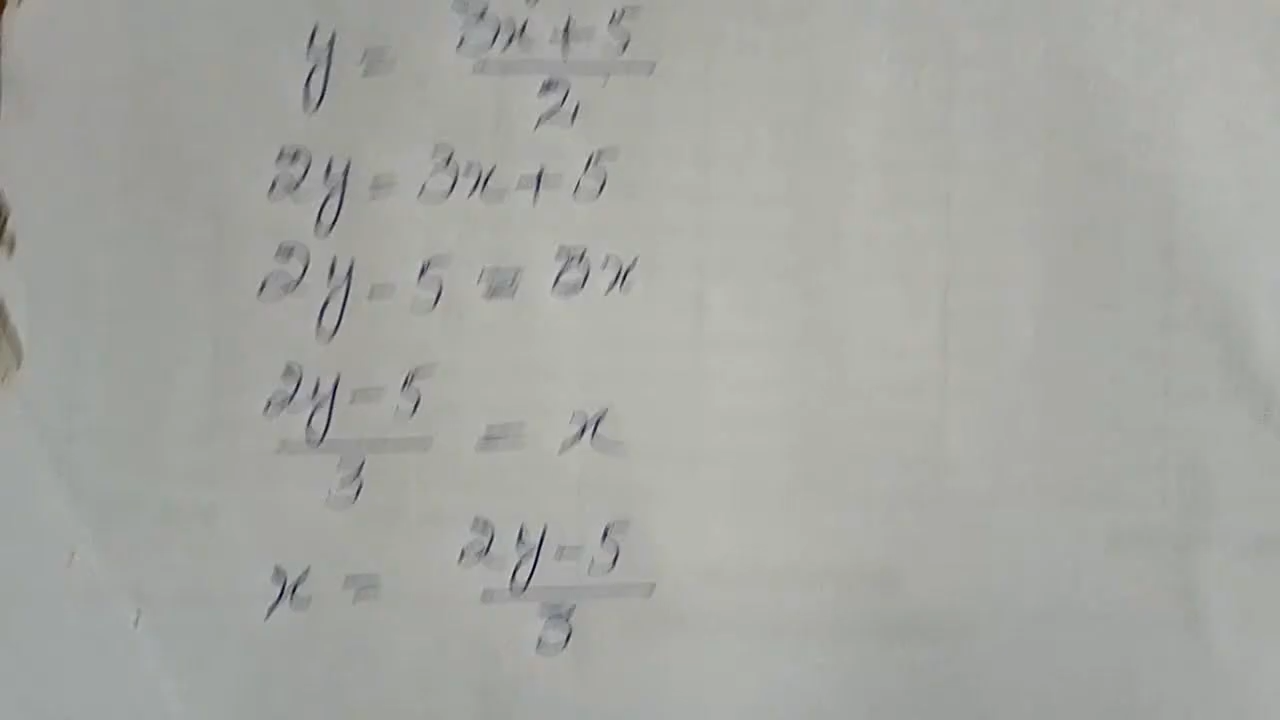 y = (3x + 5)/2
2y = 3x + 5
2y - 5 = 3x
(2y - 5)/3 = x
x = (2y - 5)/3